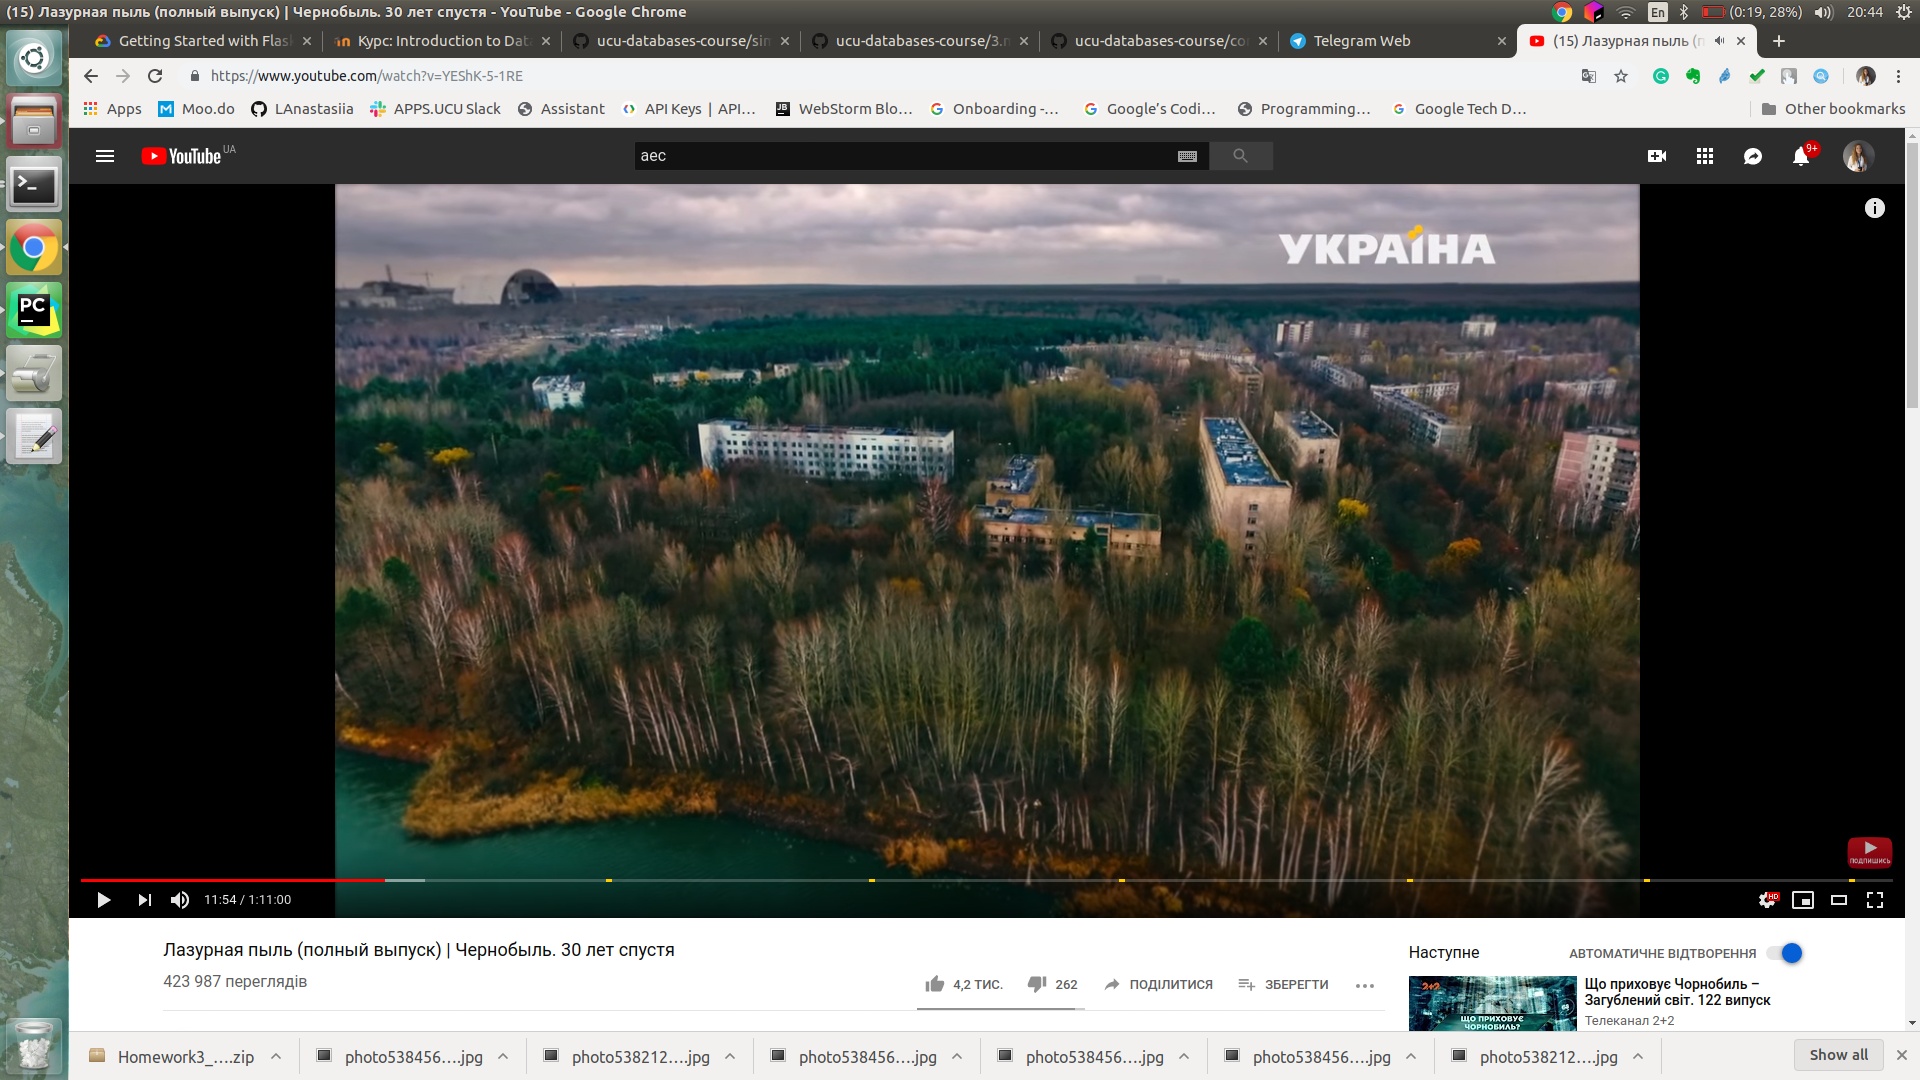 (15) Лазурная пыль (полный выпуск) | Чернобыль. 30 лет спустя - YouTube - Google Chrome
En
(0:19, 28%)
20:44
Getting Started with Flas
Курс: Introduction to Dat
ucu-databases-course/sim
ucu-databases-course/3.m
ucu-databases-course/co
Telegram Web
(15) Лазурная пыль (п
https://www.youtube.com/watch?v=YEShK-5-1RE
Apps
Moo.do
LAnastasiia
APPS.UCU Slack
Assistant
API Keys | API...
WebStorm Blo...
Onboarding -...
Google's Codi...
Programming...
Google Tech D...
Other bookmarks
YouTube UA
аес
9+
УКРАЇНА
PC
ПОДПИШИСЬ
11:54 / 1:11:00
HD
Лазурная пыль (полный выпуск) | Чернобыль. 30 лет спустя
423 987 переглядів
4,2 ТИС.
262
ПОДІЛИТИСЯ
ЗБЕРЕГТИ
Наступне
АВТОМАТИЧНЕ ВІДТВОРЕННЯ
2+2
ЩО ПРИХОВУЄ
ЧОРНОБИЛЬ?
Що приховує Чорнобиль –
Загублений світ. 122 випуск
Телеканал 2+2
Homework3_....zip
photo538456....jpg
photo538212....jpg
photo538456....jpg
photo538456....jpg
photo538456....jpg
photo538212....jpg
Show all